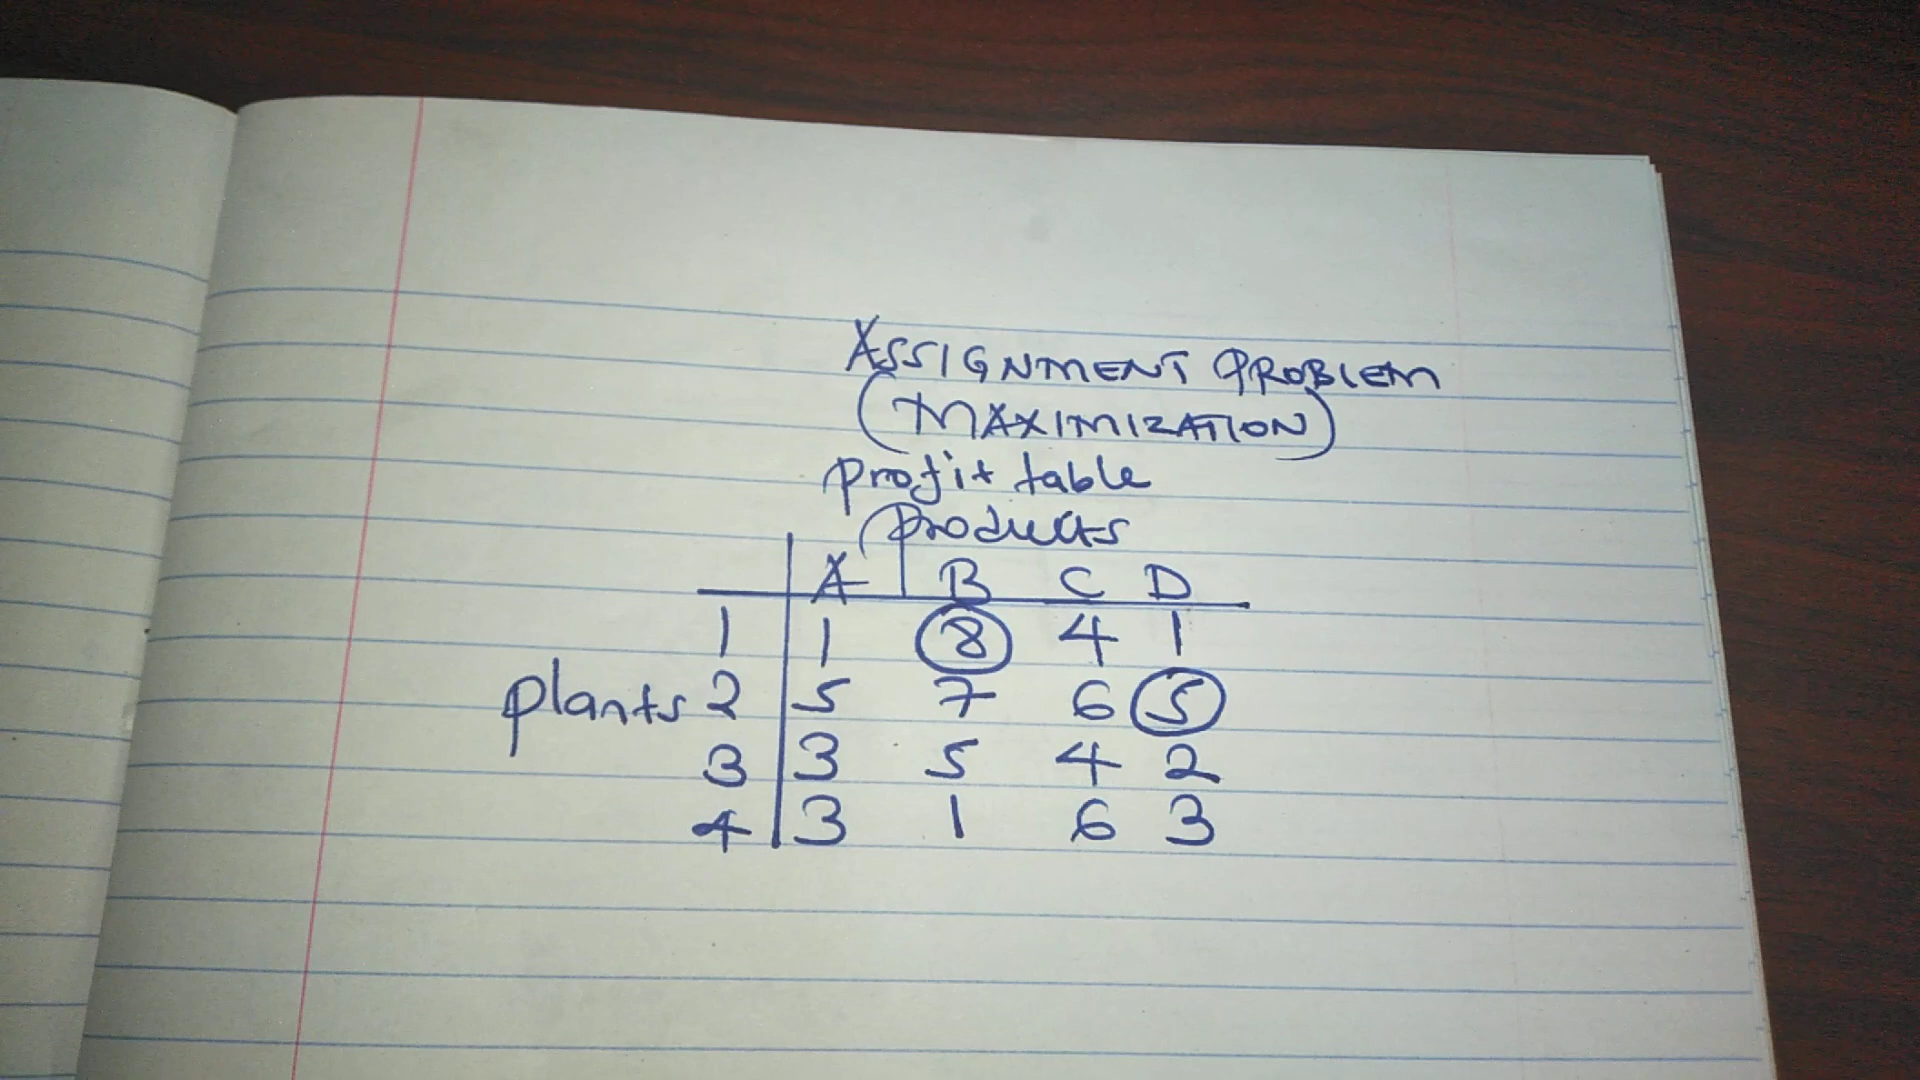 ASSIGNMENT PROBLEM
(MAXIMIZATION)
profit table
products
A B C D
1 1 8 4 1
plants 2 5 7 6 5
3 3 5 4 2
4 3 1 6 3